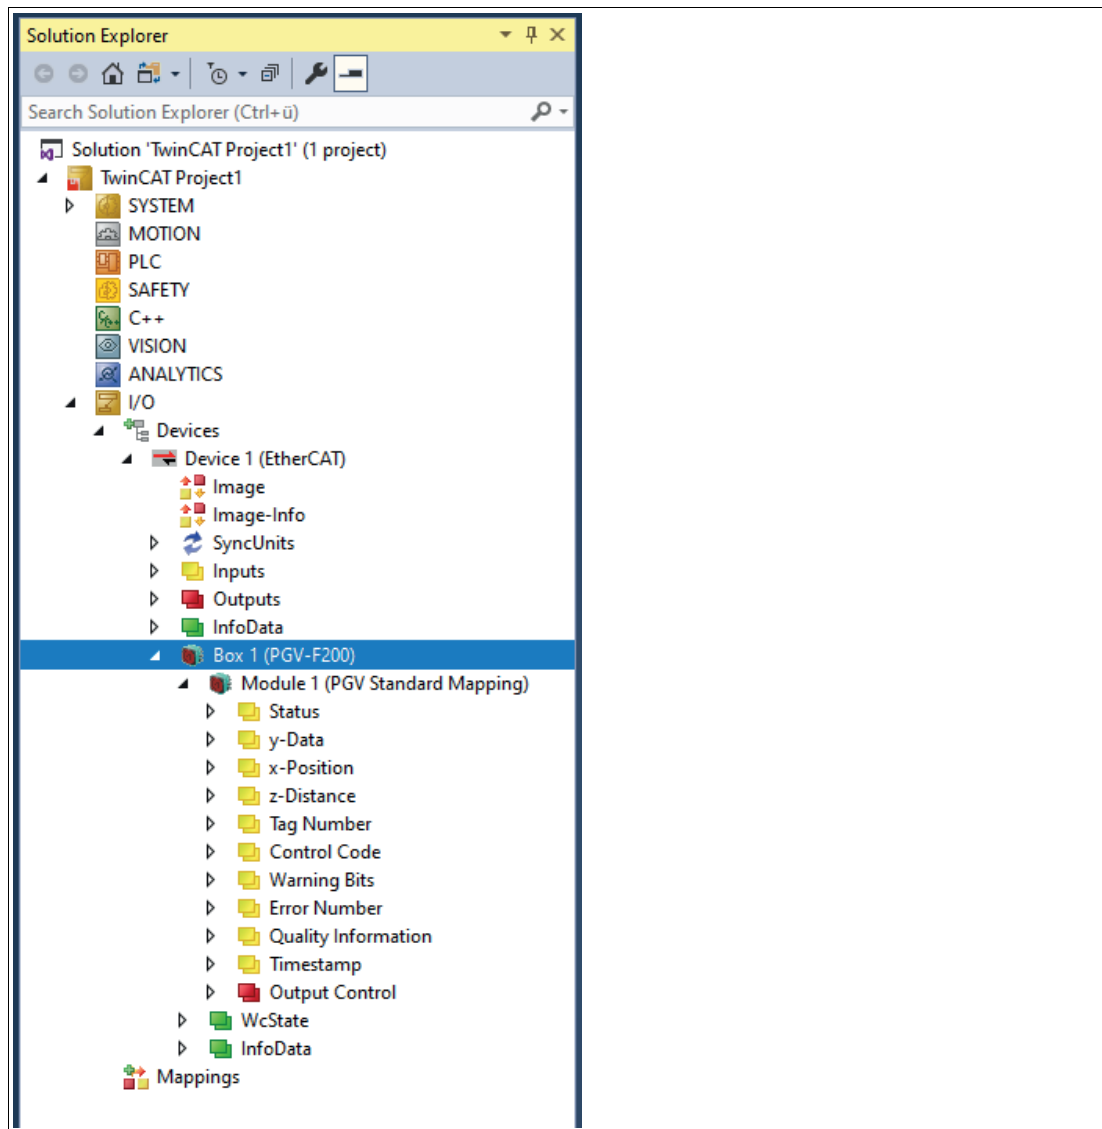 Solution Explorer
Search Solution Explorer (Ctrl+ü)
Solution 'TwinCAT Project1' (1 project)
TwinCAT Project1
SYSTEM
MOTION
PLC
SAFETY
C++
VISION
ANALYTICS
I/O
Devices
Device 1 (EtherCAT)
Image
Image-Info
SyncUnits
Inputs
Outputs
InfoData
Box 1 (PGV-F200)
Module 1 (PGV Standard Mapping)
Status
y-Data
x-Position
z-Distance
Tag Number
Control Code
Warning Bits
Error Number
Quality Information
Timestamp
Output Control
WcState
InfoData
Mappings